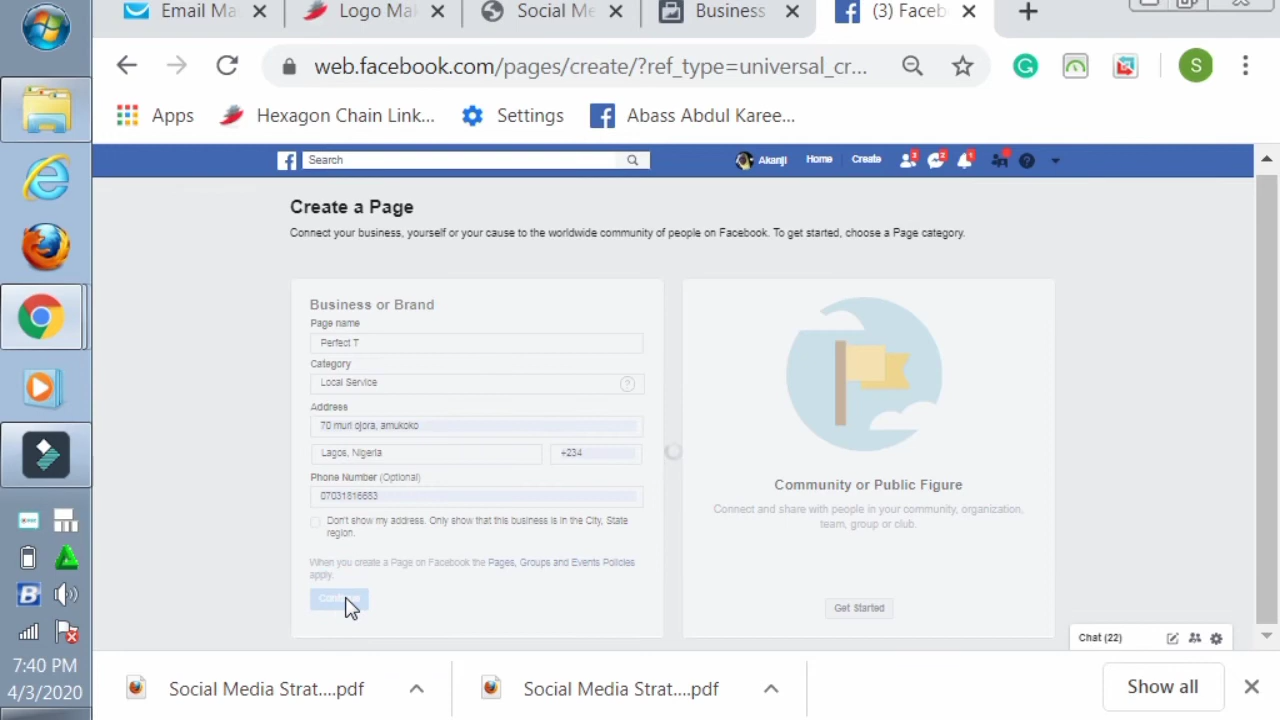 Email Ma
Logo Mak
Social Me
Business
(3) Faceb
web.facebook.com/pages/create/?ref_type=universal_cr...
S
Apps
Hexagon Chain Link...
Settings
Abass Abdul Karee...
Search
Akanji
Home
Create
3
2
1
Create a Page
Connect your business, yourself or your cause to the worldwide community of people on Facebook. To get started, choose a Page category.
Business or Brand
Page name
Perfect T
Category
Local Service
Address
70 muri ojora, amukoko
Lagos, Nigeria
+234
Phone Number (Optional)
07031816683
Don't show my address. Only show that this business is in the City, State
region.
When you create a Page on Facebook the Pages, Groups and Events Policies
apply.
Community or Public Figure
Connect and share with people in your community, organization,
team, group or club.
Get Started
Chat (22)
7:40 PM
4/3/2020
Social Media Strat....pdf
Social Media Strat....pdf
Show all